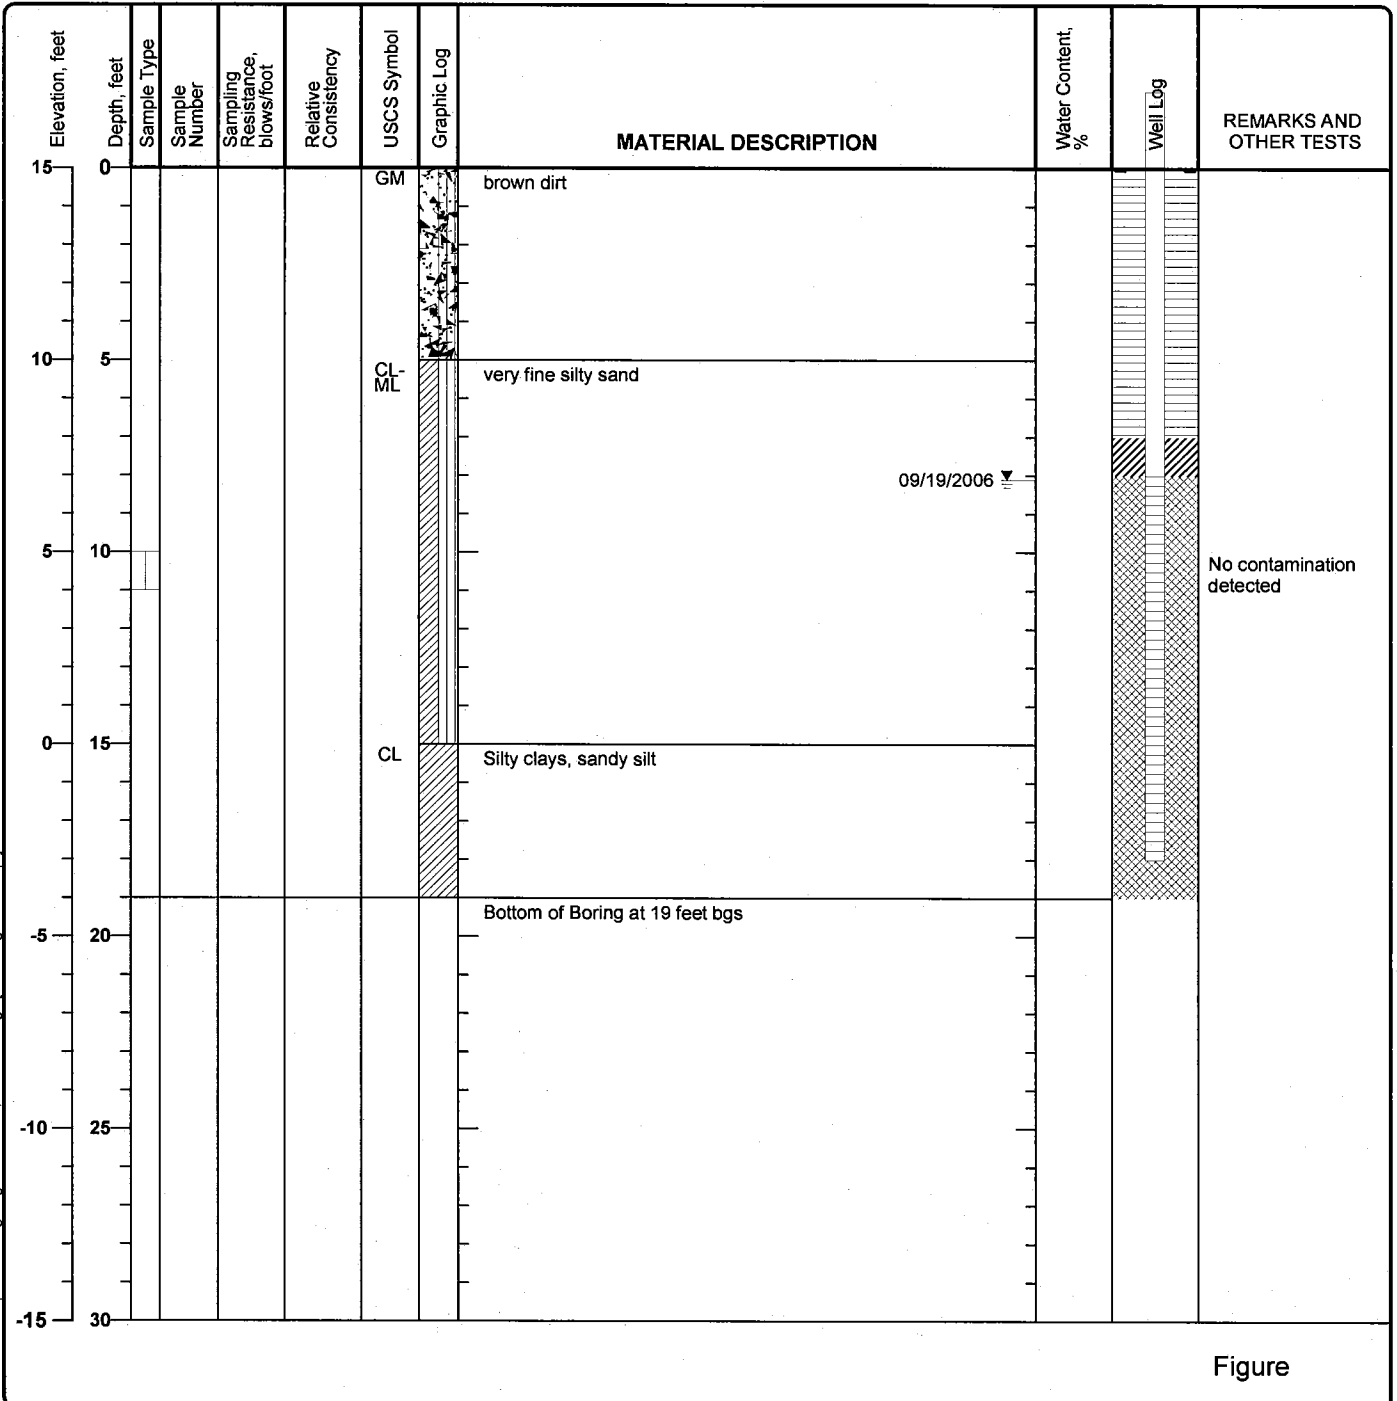 Elevation, feet
Depth, feet
Sample Type
Sample
Number
Sampling
Resistance,
blows/foot
Relative
Consistency
USCS Symbol
Graphic Log
MATERIAL DESCRIPTION
Water Content,
%
Well Log
REMARKS AND
OTHER TESTS
15 0
GM brown dirt
10 5
CL-
ML
very fine silty sand
09/19/2006
5 10
No contamination
detected
0 15
CL Silty clays, sandy silt
Bottom of Boring at 19 feet bgs
-5 20
-10 25
-15 30
Figure